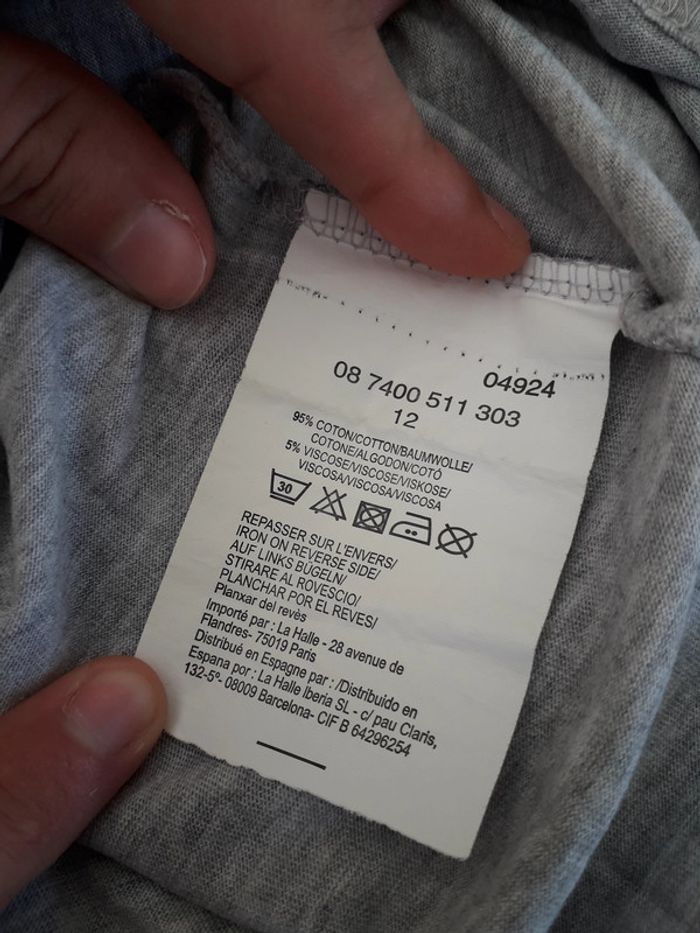 04924
08 7400 511 303
12
95% COTON/COTTON/BAUMWOLLE/
COTONE/ALGODON/COTÓ
5% VISCOSE/VISCOSE/VISKOSE/
VISCOSA/VISCOSA/VISCOSA
30
REPASSER SUR L'ENVERS/
IRON ON REVERSE SIDE/
AUF LINKS BÜGELN/
STIRARE AL ROVESCIO/
PLANCHAR POR EL REVES/
Planxar del revès
Importé par : La Halle - 28 avenue de
Flandres- 75019 Paris
Distribué en Espagne par : /Distribuido en
Espana por : La Halle Iberia SL - c/ pau Claris,
132-5º- 08009 Barcelona- CIF B 64296254